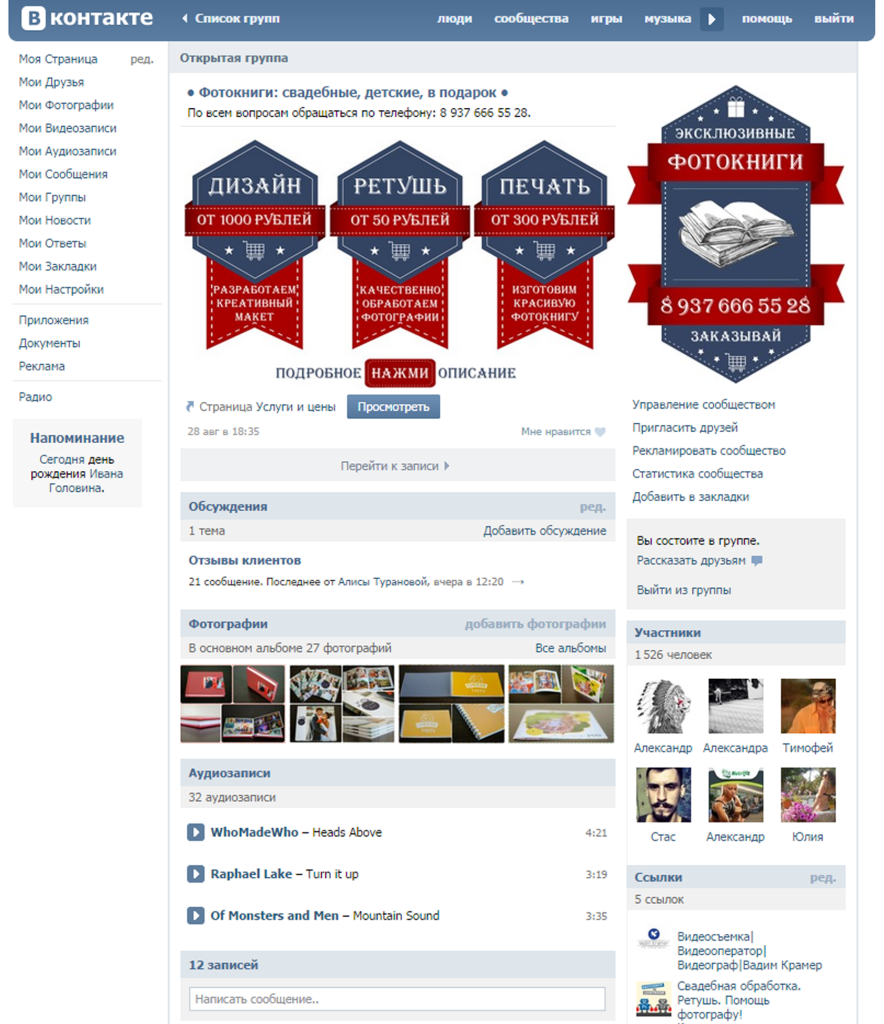 В контакте
Список групп
люди сообщества игры музыка помощь выйти
Моя Страница ред.
Мои Друзья
Мои Фотографии
Мои Видеозаписи
Мои Аудиозаписи
Мои Сообщения
Мои Группы
Мои Новости
Мои Ответы
Мои Закладки
Мои Настройки
Приложения
Документы
Реклама
Радио
Напоминание
Сегодня день
рождения Ивана
Головина.
Открытая группа
● Фотокниги: свадебные, детские, в подарок ●
По всем вопросам обращаться по телефону: 8 937 666 55 28.
ДИЗАЙН
ОТ 1000 РУБЛЕЙ
РАЗРАБОТАЕМ
КРЕАТИВНЫЙ
МАКЕТ
РЕТУШЬ
ОТ 50 РУБЛЕЙ
КАЧЕСТВЕННО
ОБРАБОТАЕМ
ФОТОГРАФИИ
ПЕЧАТЬ
ОТ 300 РУБЛЕЙ
ИЗГОТОВИМ
КРАСИВУЮ
ФОТОКНИГУ
ПОДРОБНОЕ НАЖМИ ОПИСАНИЕ
Страница Услуги и цены Просмотреть
28 авг в 18:35 Мне нравится
Перейти к записи
Обсуждения ред.
1 тема Добавить обсуждение
Отзывы клиентов
21 сообщение. Последнее от Алисы Турановой, вчера в 12:20 →
Фотографии добавить фотографии
В основном альбоме 27 фотографий Все альбомы
Аудиозаписи
32 аудиозаписи
WhoMadeWho – Heads Above 4:21
Raphael Lake – Turn it up 3:19
Of Monsters and Men – Mountain Sound 3:35
12 записей
Написать сообщение..
ЭКСКЛЮЗИВНЫЕ
ФОТОКНИГИ
8 937 666 55 28
ЗАКАЗЫВАЙ
Управление сообществом
Пригласить друзей
Рекламировать сообщество
Статистика сообщества
Добавить в закладки
Вы состоите в группе.
Рассказать друзьям
Выйти из группы
Участники
1 526 человек
Александр Александра Тимофей
Стас Александр Юлия
Ссылки ред.
5 ссылок
Видеосъемка|
Видеооператор|
Видеограф|Вадим Крамер
Свадебная обработка.
Ретушь. Помощь
фотографу!